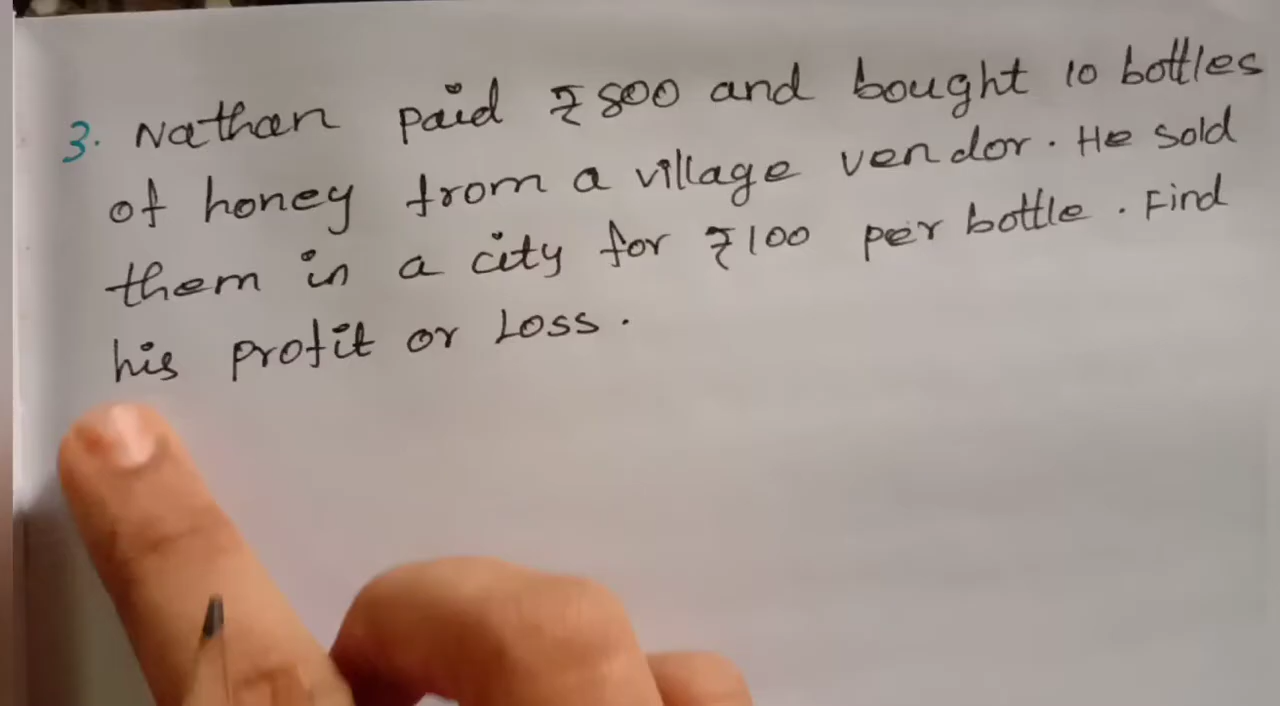 3. Nathan paid ₹800 and bought 10 bottles
of honey from a village vendor. He sold
them in a city for ₹100 per bottle. Find
his profit or Loss.